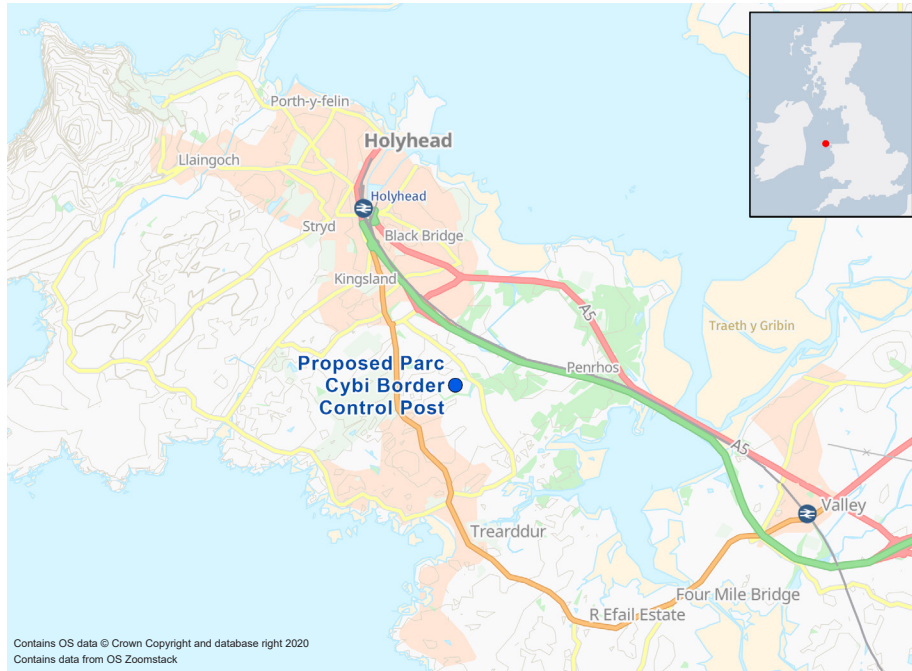 Porth-y-felin
Holyhead
Llaingoch
Holyhead
Stryd
Black Bridge
Kingsland
A5
Traeth y Gribin
Proposed Parc
Cybi Border
Control Post
Penrhos
A5
Valley
Trearddur
Four Mile Bridge
R Efail Estate
Contains OS data © Crown Copyright and database right 2020
Contains data from OS Zoomstack